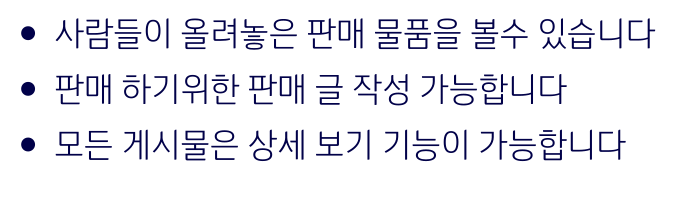 • 사람들이 올려놓은 판매 물품을 볼수 있습니다
• 판매 하기위한 판매 글 작성 가능합니다
• 모든 게시물은 상세 보기 기능이 가능합니다